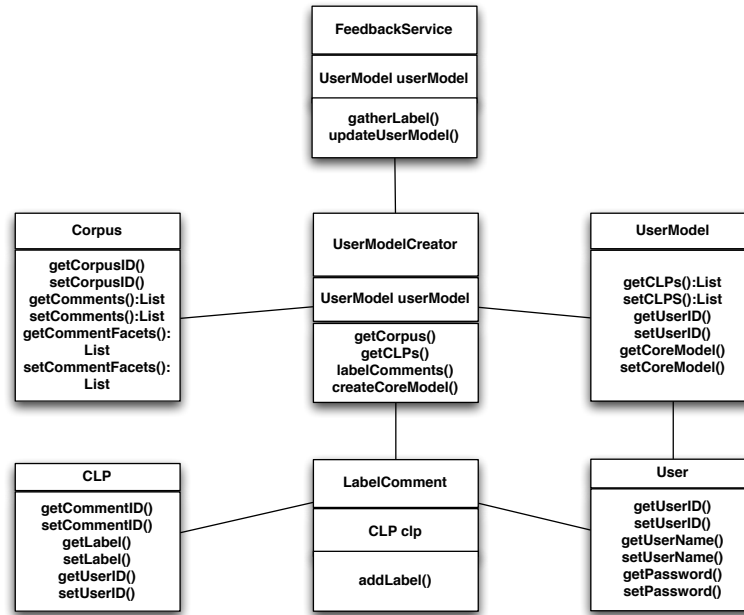 FeedbackService
UserModel userModel
gatherLabel()
updateUserModel()
Corpus
getCorpusID()
setCorpusID()
getComments():List
setComments():List
getCommentFacets():
List
setCommentFacets():
List
UserModelCreator
UserModel userModel
getCorpus()
getCLPs()
labelComments()
createCoreModel()
UserModel
getCLPs():List
setCLPS():List
getUserID()
setUserID()
getCoreModel()
setCoreModel()
CLP
getCommentID()
setCommentID()
getLabel()
setLabel()
getUserID()
setUserID()
LabelComment
CLP clp
addLabel()
User
getUserID()
setUserID()
getUserName()
setUserName()
getPassword()
setPassword()